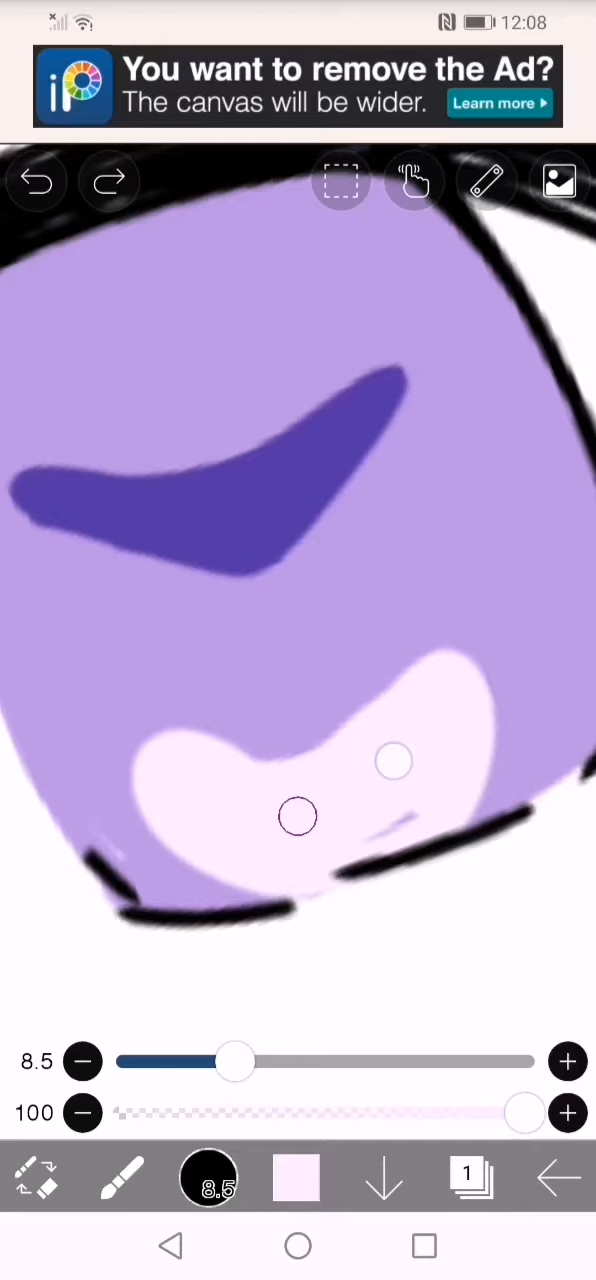 12:08
iP
You want to remove the Ad?
The canvas will be wider.
Learn more
8.5
100
8.5
1